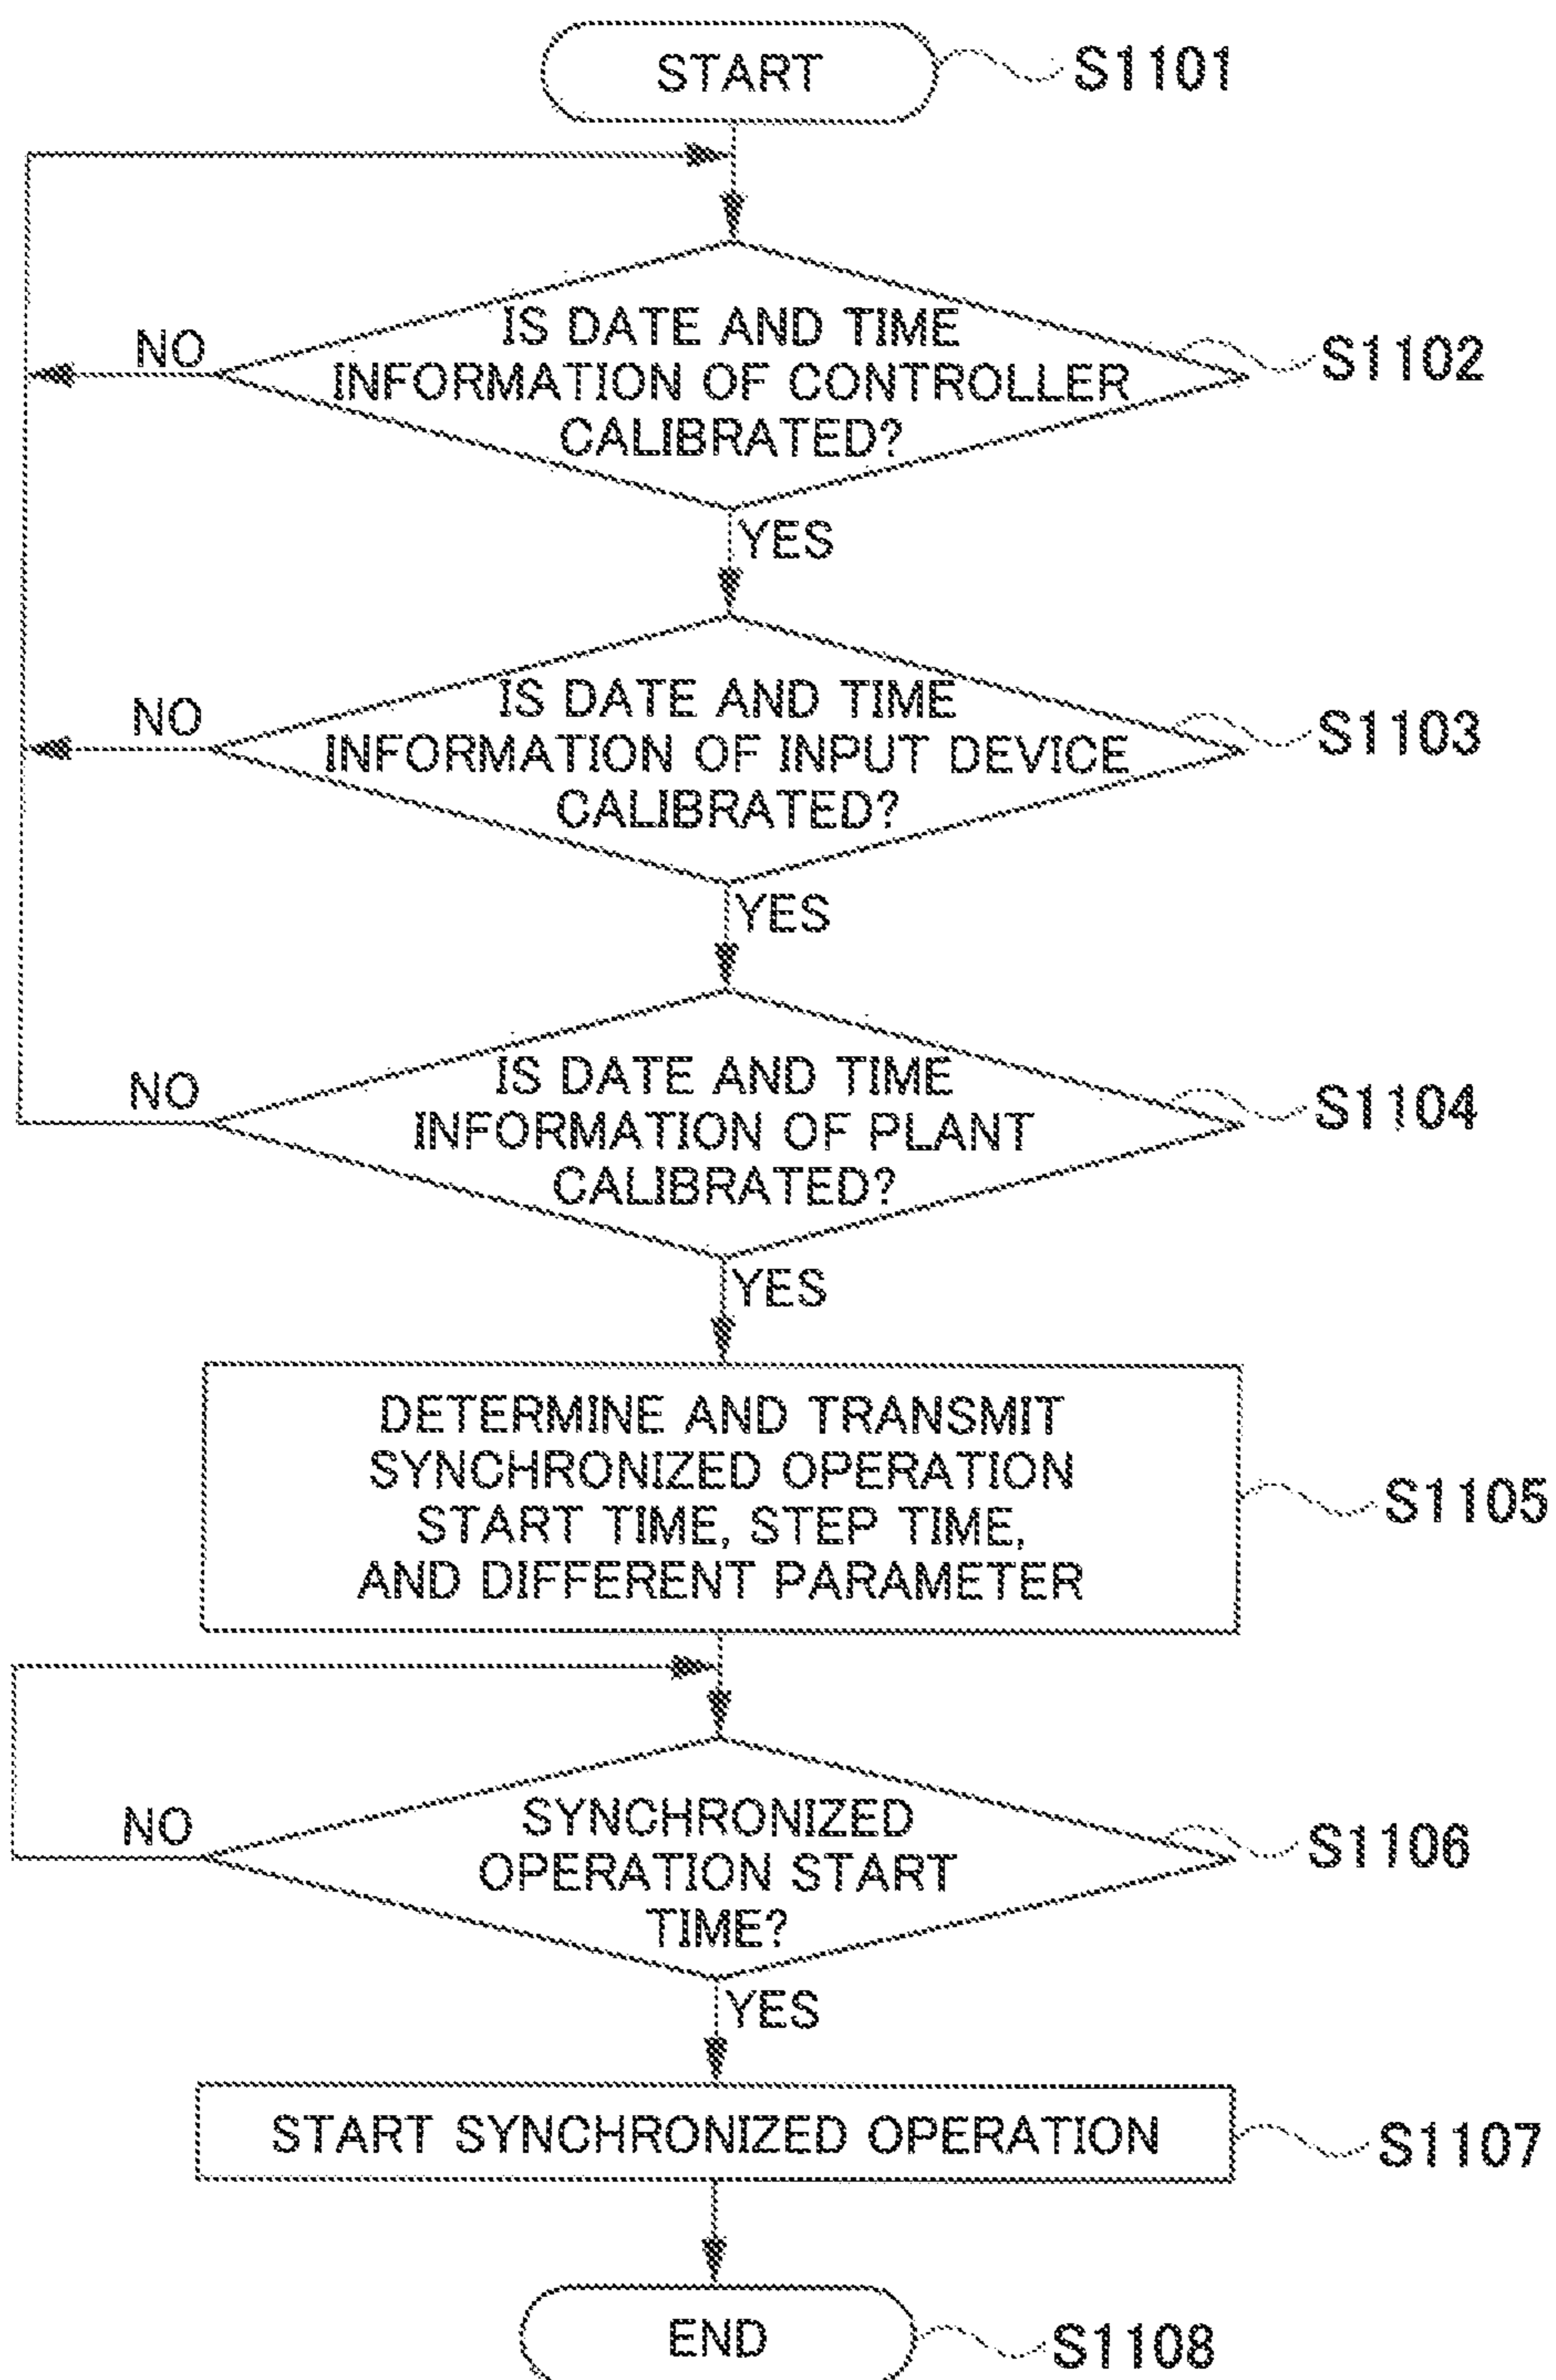 START
S1101
IS DATE AND TIME
INFORMATION OF CONTROLLER
CALIBRATED?
NO
S1102
YES
IS DATE AND TIME
INFORMATION OF INPUT DEVICE
CALIBRATED?
NO
S1103
YES
IS DATE AND TIME
INFORMATION OF PLANT
CALIBRATED?
NO
S1104
YES
DETERMINE AND TRANSMIT
SYNCHRONIZED OPERATION
START TIME, STEP TIME,
AND DIFFERENT PARAMETER
S1105
SYNCHRONIZED
OPERATION START
TIME?
NO
S1106
YES
START SYNCHRONIZED OPERATION
S1107
END
S1108